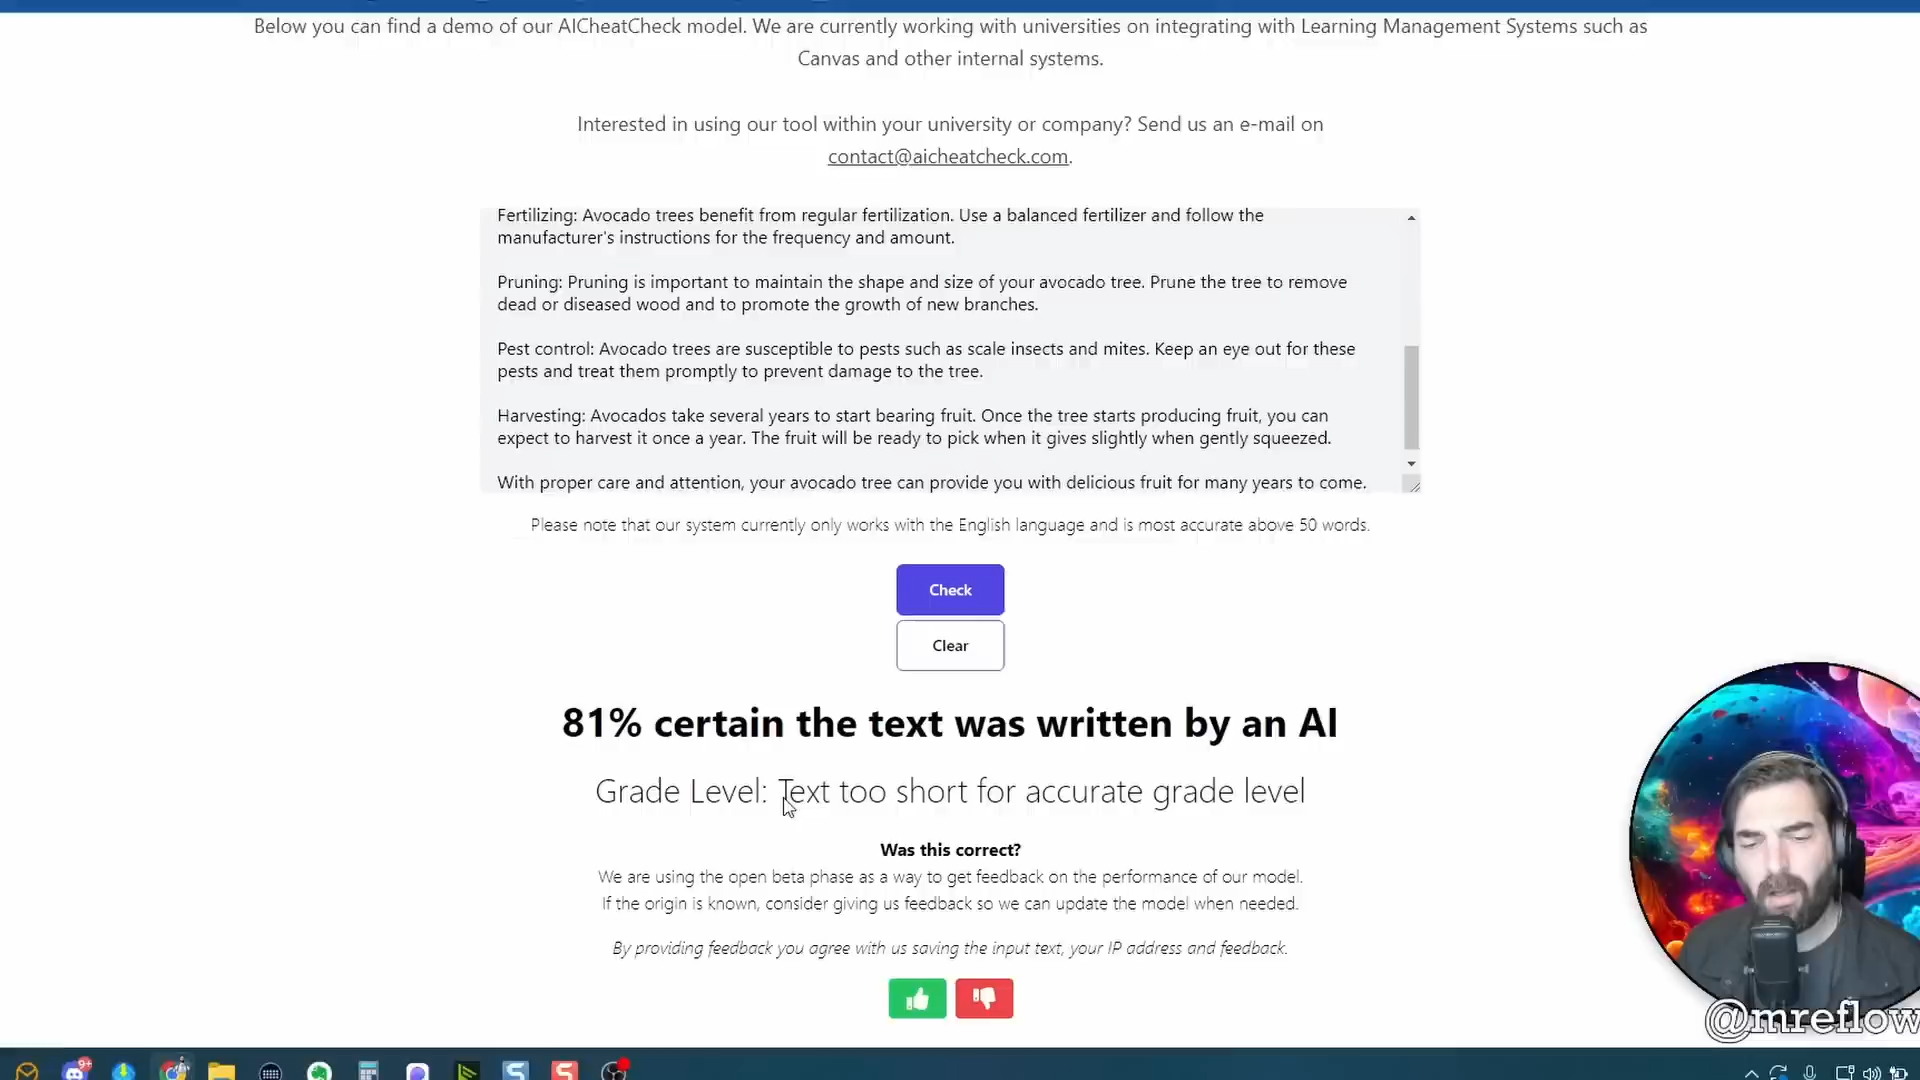 Below you can find a demo of our AICheatCheck model. We are currently working with universities on integrating with Learning Management Systems such as
Canvas and other internal systems.
Interested in using our tool within your university or company? Send us an e-mail on
contact@aicheatcheck.com.
Fertilizing: Avocado trees benefit from regular fertilization. Use a balanced fertilizer and follow the
manufacturer's instructions for the frequency and amount.
Pruning: Pruning is important to maintain the shape and size of your avocado tree. Prune the tree to remove
dead or diseased wood and to promote the growth of new branches.
Pest control: Avocado trees are susceptible to pests such as scale insects and mites. Keep an eye out for these
pests and treat them promptly to prevent damage to the tree.
Harvesting: Avocados take several years to start bearing fruit. Once the tree starts producing fruit, you can
expect to harvest it once a year. The fruit will be ready to pick when it gives slightly when gently squeezed.
With proper care and attention, your avocado tree can provide you with delicious fruit for many years to come.
Please note that our system currently only works with the English language and is most accurate above 50 words.
Check
Clear
81% certain the text was written by an AI
Grade Level: Text too short for accurate grade level
Was this correct?
We are using the open beta phase as a way to get feedback on the performance of our model.
If the origin is known, consider giving us feedback so we can update the model when needed.
By providing feedback you agree with us saving the input text, your IP address and feedback.
@mreflow
9+
S
S